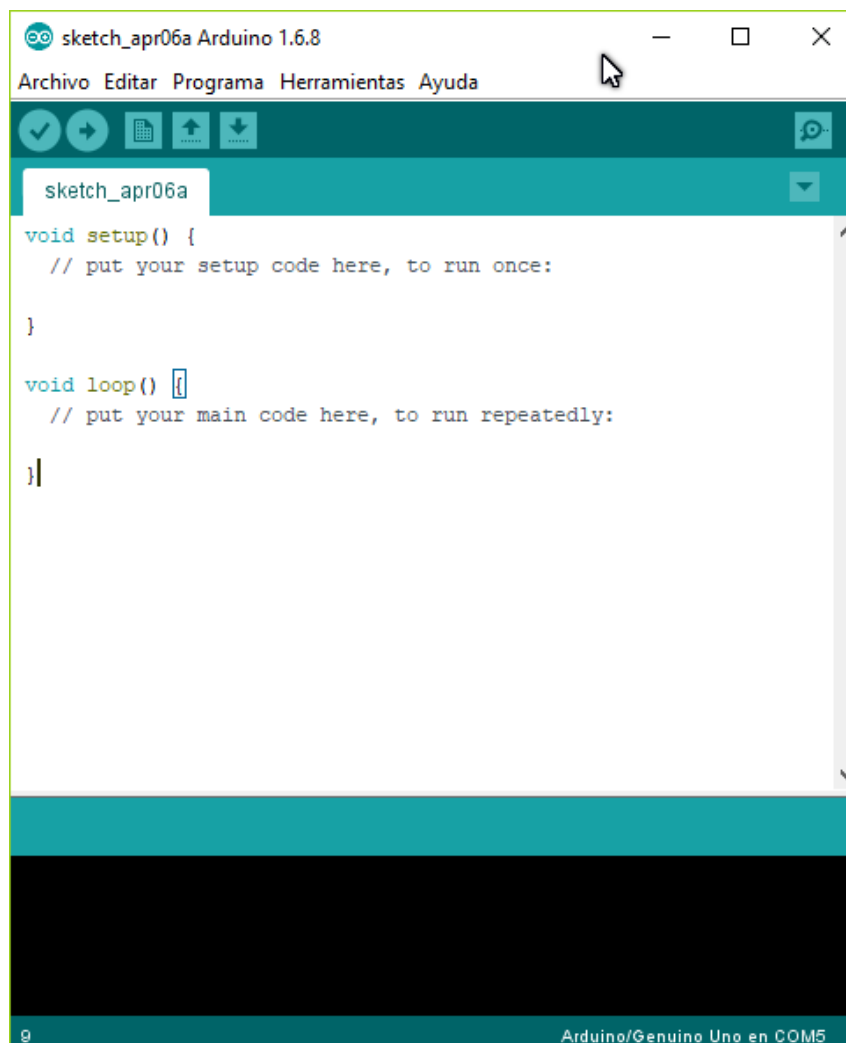 sketch_apr06a Arduino 1.6.8
Archivo Editar Programa Herramientas Ayuda
sketch_apr06a
void setup() {
  // put your setup code here, to run once:
}
void loop() {
  // put your main code here, to run repeatedly:
}
9 Arduino/Genuino Uno en COM5